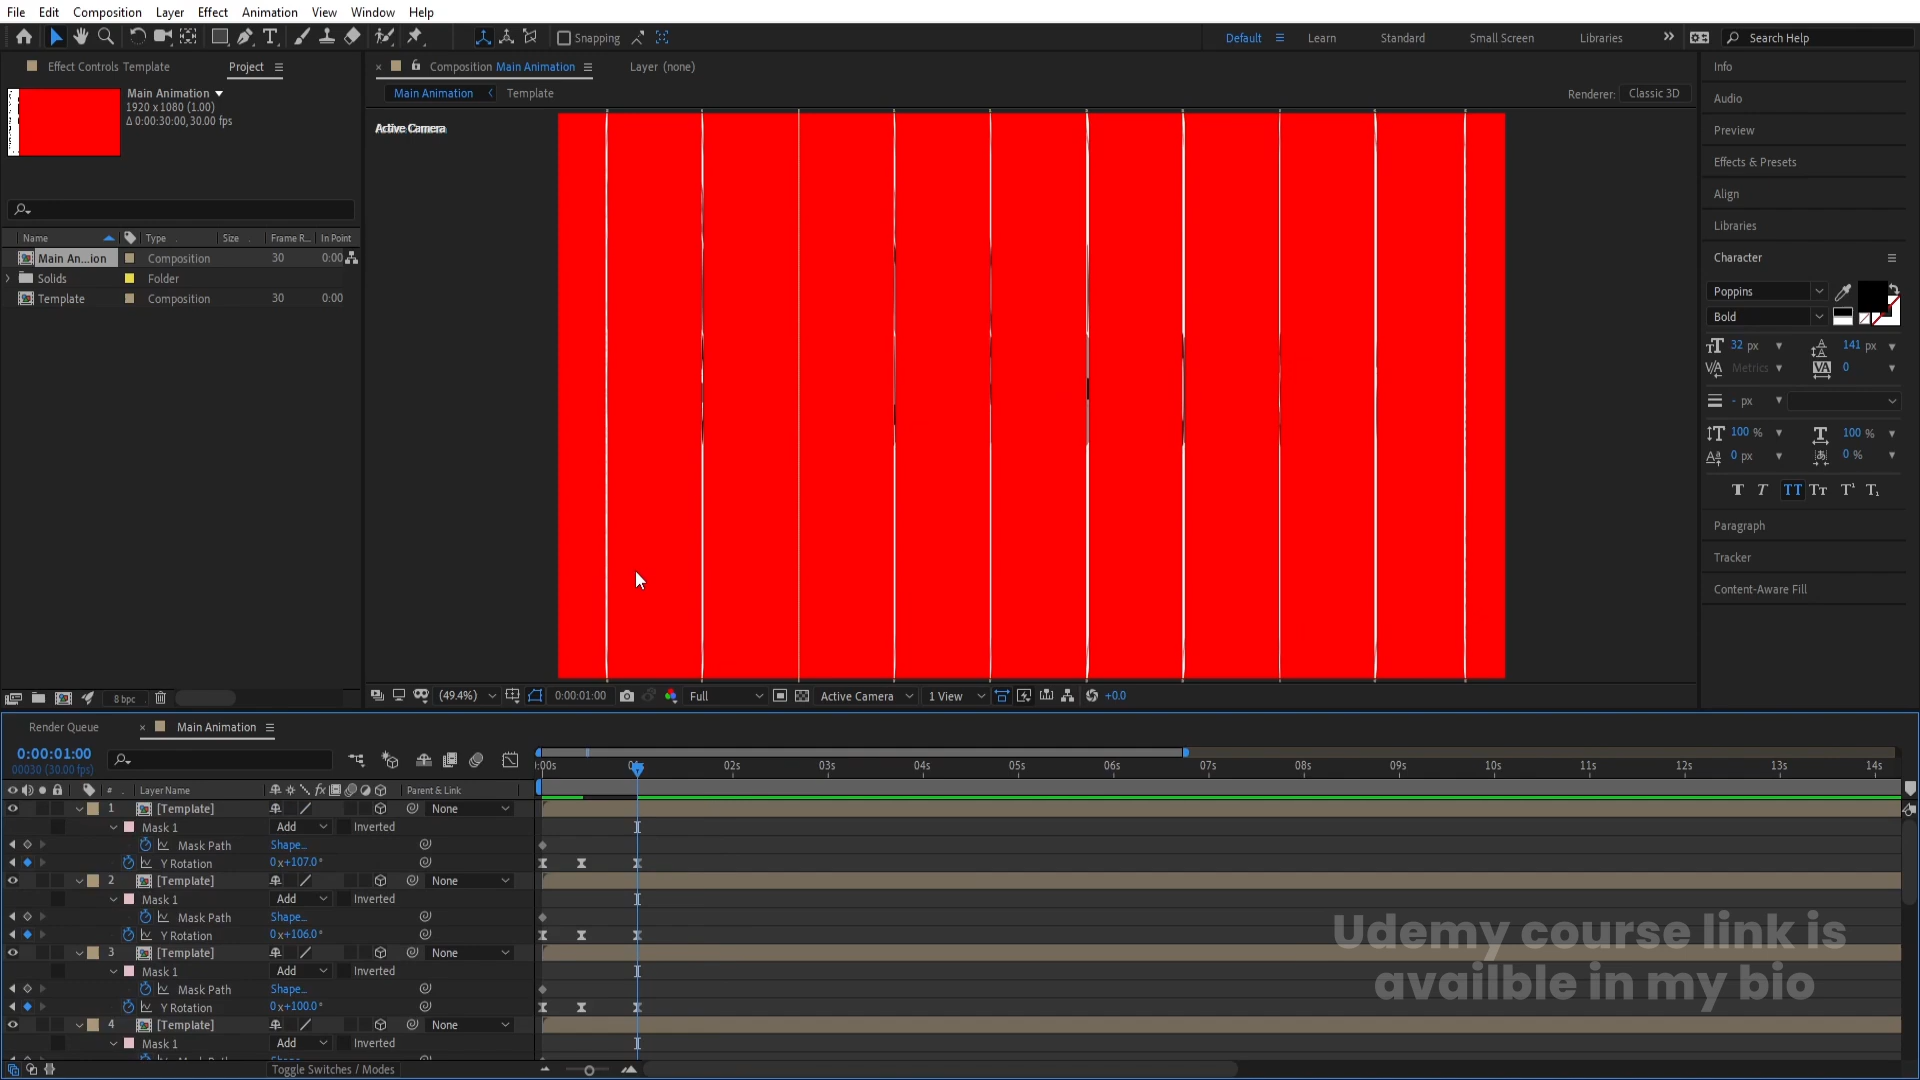 File Edit Composition Layer Effect Animation View Window Help
Snapping
Default Learn Standard Small Screen Libraries Search Help
Effect Controls Template Project
Composition Main Animation Layer (none)
Main Animation
1920 x 1080 (1.00)
Δ 0:00:30:00, 30.00 fps
Main Animation Template
Renderer: Classic 3D
Active Camera
Name Type Size Frame R... In Point
Main An...ion Composition 30 0:00
Solids Folder
Template Composition 30 0:00
Info
Audio
Preview
Effects & Presets
Align
Libraries
Character
Poppins
Bold
32 px 141 px
Metrics 0
- px
100 % 100 %
0 px 0 %
T T TT Tт T¹ T₁
Paragraph
Tracker
Content-Aware Fill
8 bpc
(49.4%) 0:00:01:00 Full Active Camera 1 View +0.0
Render Queue Main Animation
0:00:01:00
00030 (30.00 fps)
:00s 02s 03s 04s 05s 06s 07s 08s 09s 10s 11s 12s 13s 14s
# Layer Name Parent & Link
1 [Template] None
Mask 1 Add Inverted
Mask Path Shape...
Y Rotation 0x+107.0°
2 [Template] None
Mask 1 Add Inverted
Mask Path Shape...
Y Rotation 0x+106.0°
3 [Template] None
Mask 1 Add Inverted
Mask Path Shape...
Y Rotation 0x+100.0°
4 [Template] None
Mask 1 Add Inverted
Toggle Switches / Modes
Udemy course link is
availble in my bio